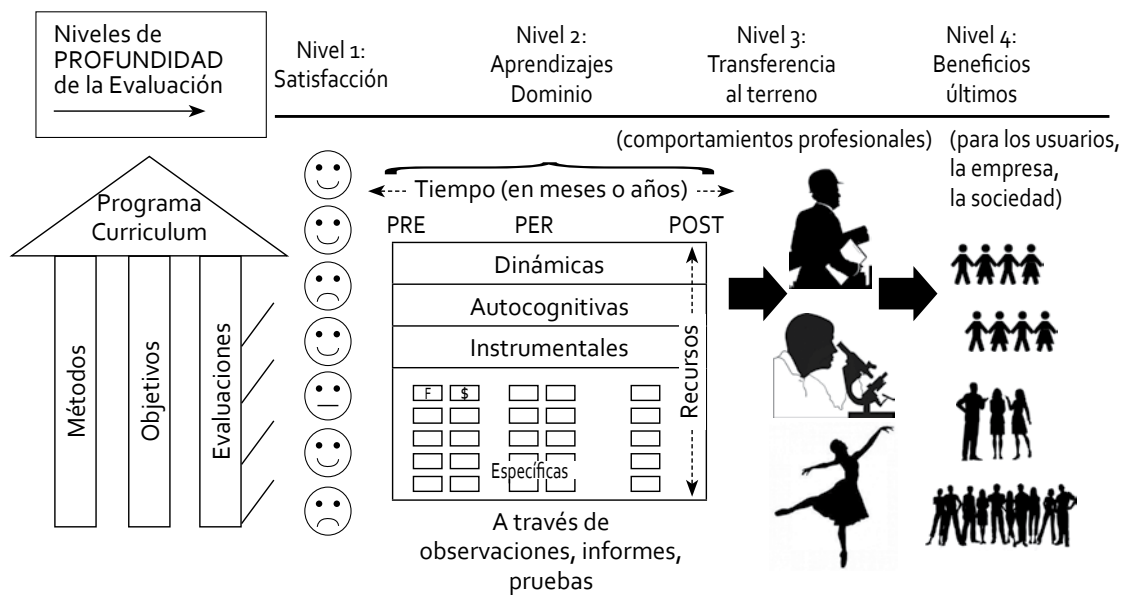 Niveles de
PROFUNDIDAD
de la Evaluación
Nivel 1:
Satisfacción
Nivel 2:
Aprendizajes
Dominio
Nivel 3:
Transferencia
al terreno
Nivel 4:
Beneficios
últimos
(comportamientos profesionales)
(para los usuarios,
la empresa,
la sociedad)
Programa
Curriculum
Métodos
Objetivos
Evaluaciones
Tiempo (en meses o años)
PRE
PER
POST
Dinámicas
Autocognitivas
Instrumentales
F
$
Específicas
Recursos
A través de
observaciones, informes,
pruebas